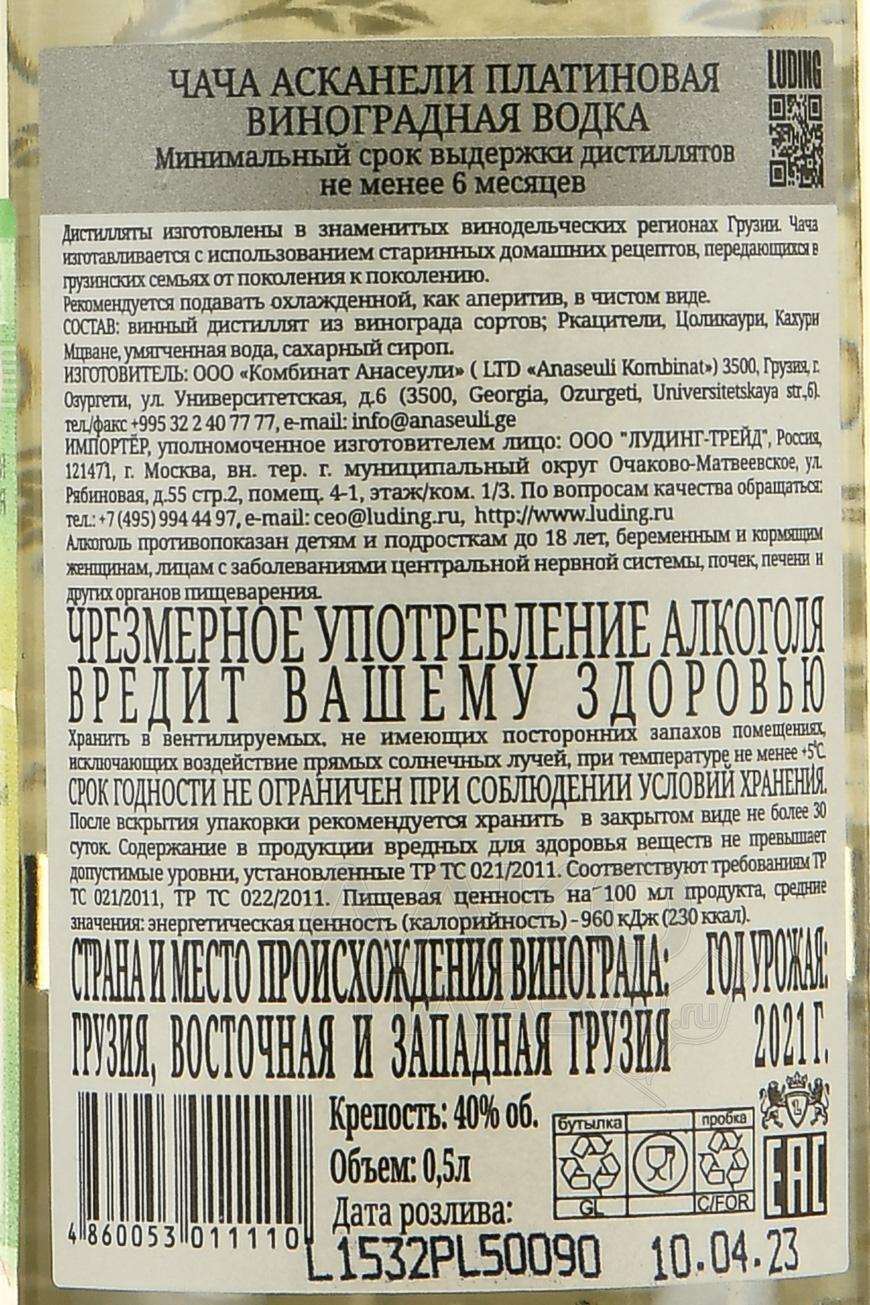 LUDING
ЧАЧА АСКАНЕЛИ ПЛАТИНОВАЯ
ВИНОГРАДНАЯ ВОДКА
Минимальный срок выдержки дистиллятов
не менее 6 месяцев
Дистилляты изготовлены в знаменитых винодельческих регионах Грузии. Чача
изготавливается с использованием старинных домашних рецептов, передающихся в
грузинских семьях от поколения к поколению.
Рекомендуется подавать охлажденной, как аперитив, в чистом виде.
СОСТАВ: винный дистиллят из винограда сортов; Ркацители, Цоликаури, Кахури
Мцване, умягченная вода, сахарный сироп.
ИЗГОТОВИТЕЛЬ: ООО «Комбинат Анасеули» ( LTD «Anaseuli Kombinat») 3500, Грузия, г.
Озургети, ул. Университетская, д.6 (3500, Georgia, Ozurgeti, Universitetskaya str.,6).
тел./факс +995 32 2 40 77 77, e-mail: info@anaseuli.ge
ИМПОРТЁР, уполномоченное изготовителем лицо: ООО "ЛУДИНГ-ТРЕЙД", Россия,
121471, г. Москва, вн. тер. г. муниципальный округ Очаково-Матвеевское, ул.
Рябиновая, д.55 стр.2, помещ. 4-1, этаж/ком. 1/3. По вопросам качества обращаться:
тел.: +7 (495) 994 44 97, e-mail: ceo@luding.ru, http://www.luding.ru
Алкоголь противопоказан детям и подросткам до 18 лет, беременным и кормящим
женщинам, лицам с заболеваниями центральной нервной системы, почек, печени и
других органов пищеварения.
ЧРЕЗМЕРНОЕ УПОТРЕБЛЕНИЕ АЛКОГОЛЯ
ВРЕДИТ ВАШЕМУ ЗДОРОВЬЮ
Хранить в вентилируемых, не имеющих посторонних запахов помещениях,
исключающих воздействие прямых солнечных лучей, при температуре не менее +5°С.
СРОК ГОДНОСТИ НЕ ОГРАНИЧЕН ПРИ СОБЛЮДЕНИИ УСЛОВИЙ ХРАНЕНИЯ.
После вскрытия упаковки рекомендуется хранить в закрытом виде не более 30
суток. Содержание в продукции вредных для здоровья веществ не превышает
допустимые уровни, установленные ТР ТС 021/2011. Соответствуют требованиям ТР
ТС 021/2011, ТР ТС 022/2011. Пищевая ценность на 100 мл продукта, средние
значения: энергетическая ценность (калорийность) - 960 кДж (230 ккал).
СТРАНА И МЕСТО ПРОИСХОЖДЕНИЯ ВИНОГРАДА: ГОД УРОЖАЯ:
ГРУЗИЯ, ВОСТОЧНАЯ И ЗАПАДНАЯ ГРУЗИЯ 2021 Г.
Крепость: 40% об.
Объем: 0,5л
Дата розлива:
бутылка пробка
GL C/FOR
EAC
4 860053 011110
L1532PL50090 10.04.23